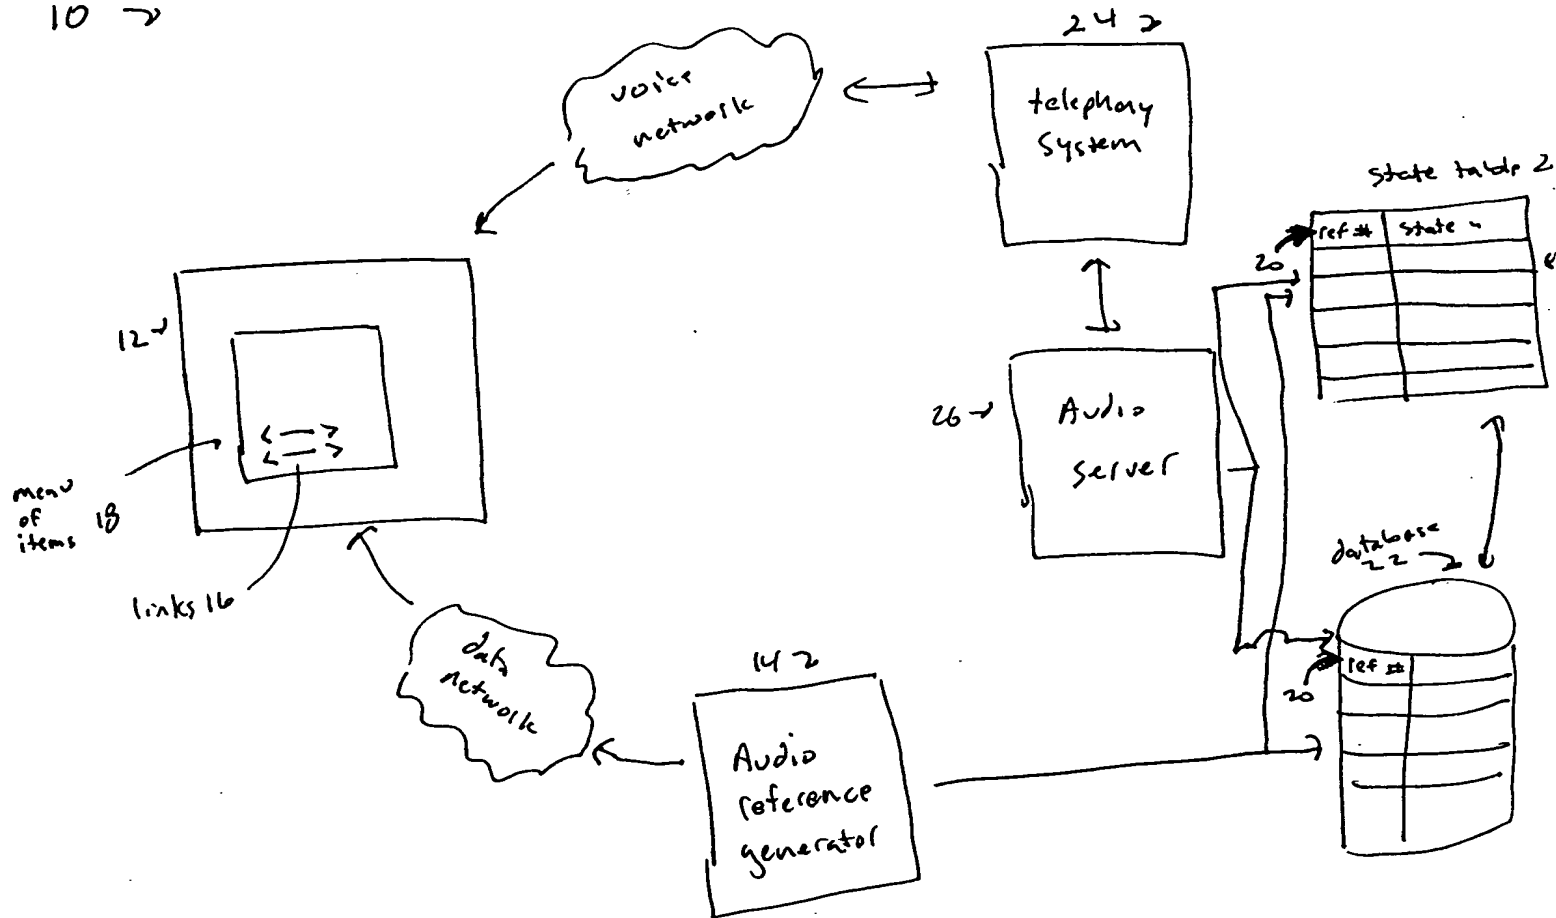 10
24
voice
network
telephony
system
state table 2
ref # state
20
8
12
26
Audio
server
menu
of
items 18
database
22
links 16
data
network
14
ref #
20
Audio
reference
generator